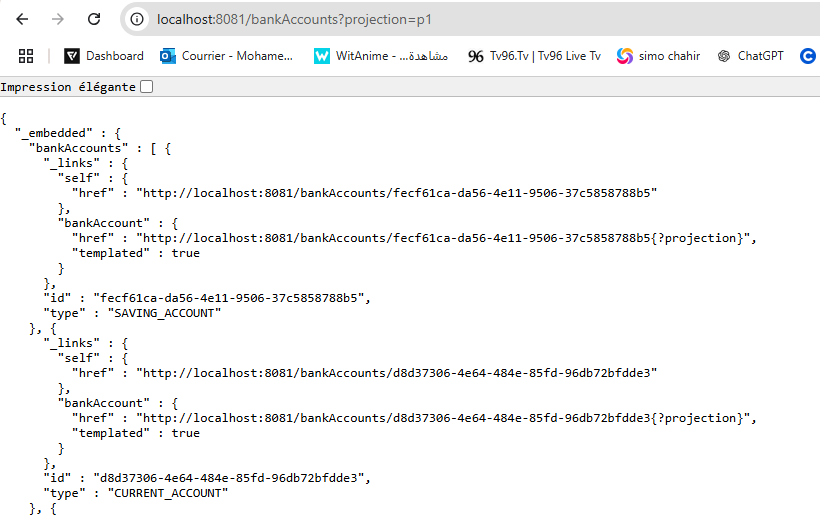 localhost:8081/bankAccounts?projection=p1
Dashboard Courrier - Mohame... WitAnime - ...مشاهدة 96 Tv96.Tv | Tv96 Live Tv simo chahir ChatGPT
Impression élégante
{
  "_embedded" : {
    "bankAccounts" : [ {
      "_links" : {
        "self" : {
          "href" : "http://localhost:8081/bankAccounts/fecf61ca-da56-4e11-9506-37c5858788b5"
        },
        "bankAccount" : {
          "href" : "http://localhost:8081/bankAccounts/fecf61ca-da56-4e11-9506-37c5858788b5{?projection}",
          "templated" : true
        }
      },
      "id" : "fecf61ca-da56-4e11-9506-37c5858788b5",
      "type" : "SAVING_ACCOUNT"
    }, {
      "_links" : {
        "self" : {
          "href" : "http://localhost:8081/bankAccounts/d8d37306-4e64-484e-85fd-96db72bfdde3"
        },
        "bankAccount" : {
          "href" : "http://localhost:8081/bankAccounts/d8d37306-4e64-484e-85fd-96db72bfdde3{?projection}",
          "templated" : true
        }
      },
      "id" : "d8d37306-4e64-484e-85fd-96db72bfdde3",
      "type" : "CURRENT_ACCOUNT"
    }, {